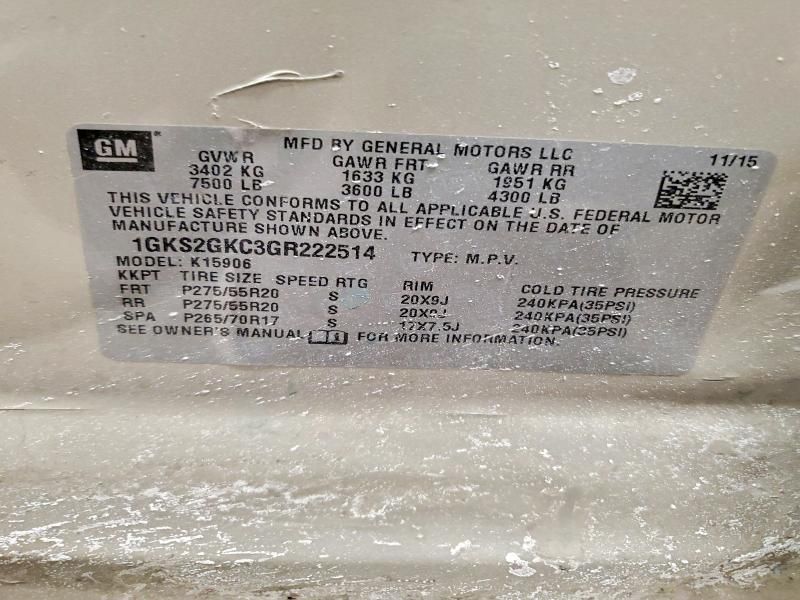 GM
MFD BY GENERAL MOTORS LLC
11/15
GVWR GAWR FRT GAWR RR
3402 KG 1633 KG 1951 KG
7500 LB 3600 LB 4300 LB
THIS VEHICLE CONFORMS TO ALL APPLICABLE U.S. FEDERAL MOTOR
VEHICLE SAFETY STANDARDS IN EFFECT ON THE DATE OF
MANUFACTURE SHOWN ABOVE.
1GKS2GKC3GR222514 TYPE: M.P.V.
MODEL: K15906
KKPT TIRE SIZE SPEED RTG RIM COLD TIRE PRESSURE
FRT P275/55R20 S 20X9J 240KPA(35PSI)
RR P275/55R20 S 20X9J 240KPA(35PSI)
SPA P265/70R17 S 17X7.5J 240KPA(35PSI)
SEE OWNER'S MANUAL FOR MORE INFORMATION.